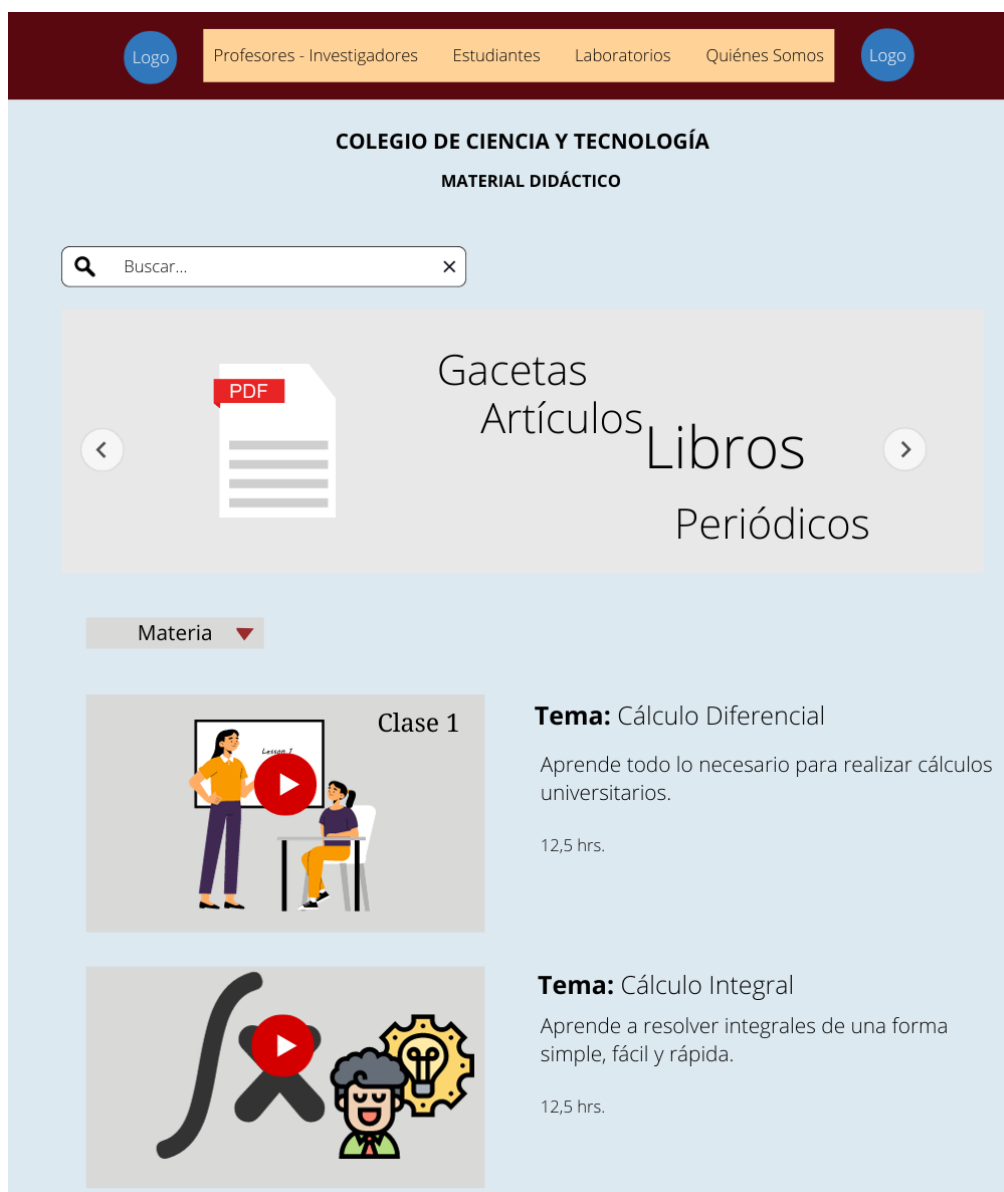 Logo
Profesores - Investigadores
Estudiantes
Laboratorios
Quiénes Somos
Logo
COLEGIO DE CIENCIA Y TECNOLOGÍA
MATERIAL DIDÁCTICO
Buscar...
PDF
Gacetas
Artículos
Libros
Periódicos
Materia
Clase 1
Lesson 1
Tema: Cálculo Diferencial
Aprende todo lo necesario para realizar cálculos
universitarios.
12,5 hrs.
Tema: Cálculo Integral
Aprende a resolver integrales de una forma
simple, fácil y rápida.
12,5 hrs.